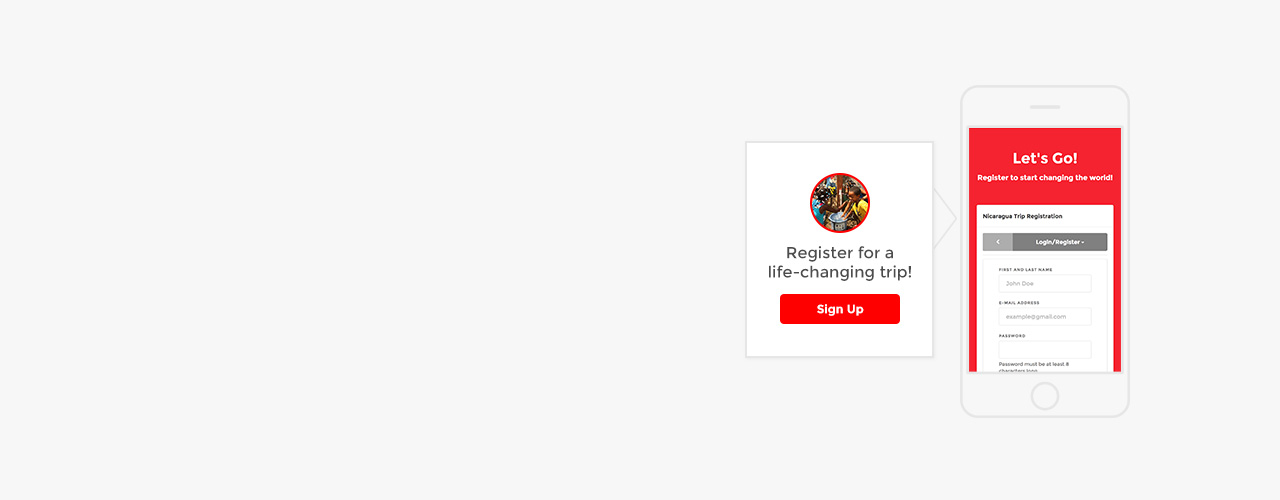 Register for a
life-changing trip!
Sign Up
Let's Go!
Register to start changing the world!
Nicaragua Trip Registration
Login/Register
FIRST AND LAST NAME
John Doe
E-MAIL ADDRESS
example@gmail.com
PASSWORD
Password must be at least 8
characters long